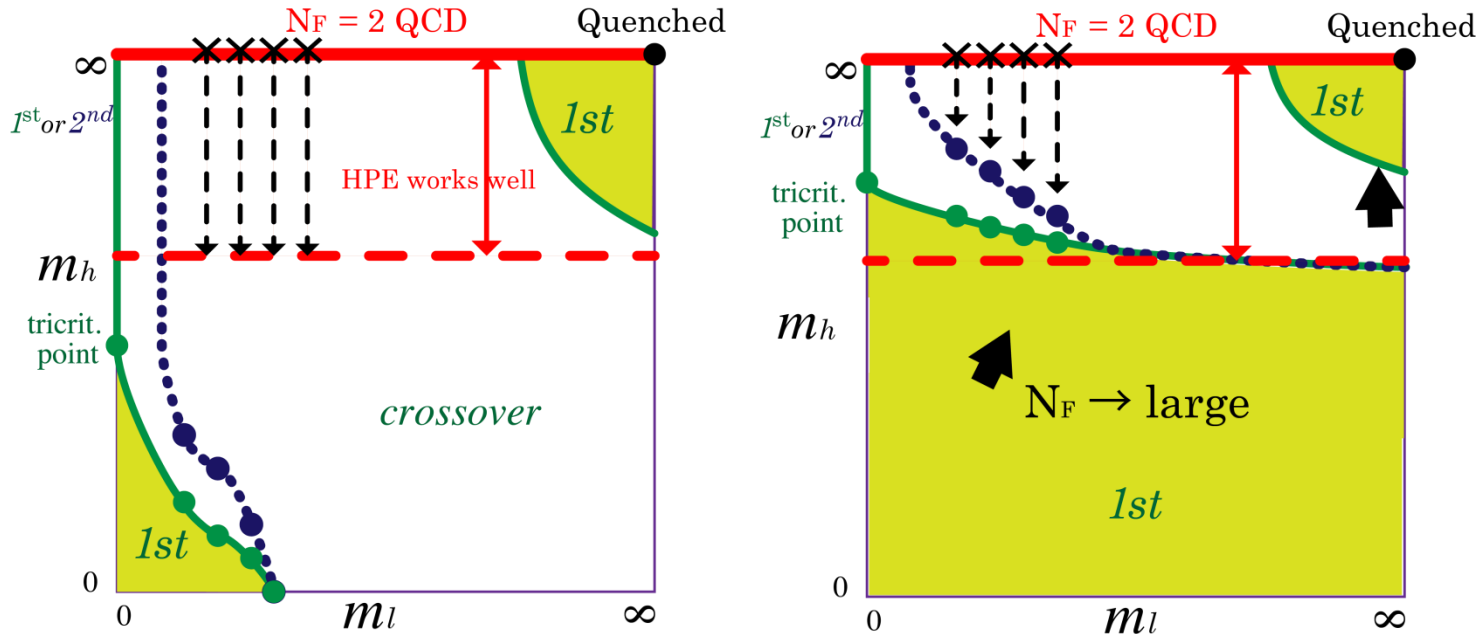 N_F = 2 QCD
Quenched
∞
1st or 2nd
1st
HPE works well
m_h
tricrit.
point
crossover
1st
0
0
m_l
∞
N_F = 2 QCD
Quenched
∞
1st or 2nd
1st
tricrit.
point
m_h
N_F → large
1st
0
0
m_l
∞